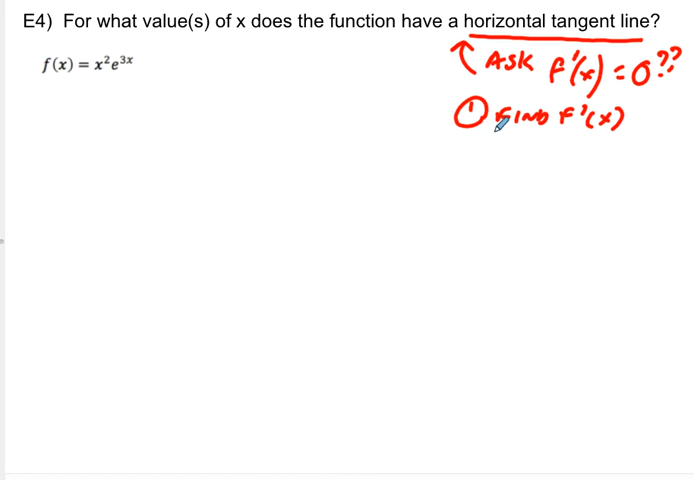 E4) For what value(s) of x does the function have a horizontal tangent line?
f(x) = x²e³ˣ
ASK F'(x) = 0??
① FIND F'(x)